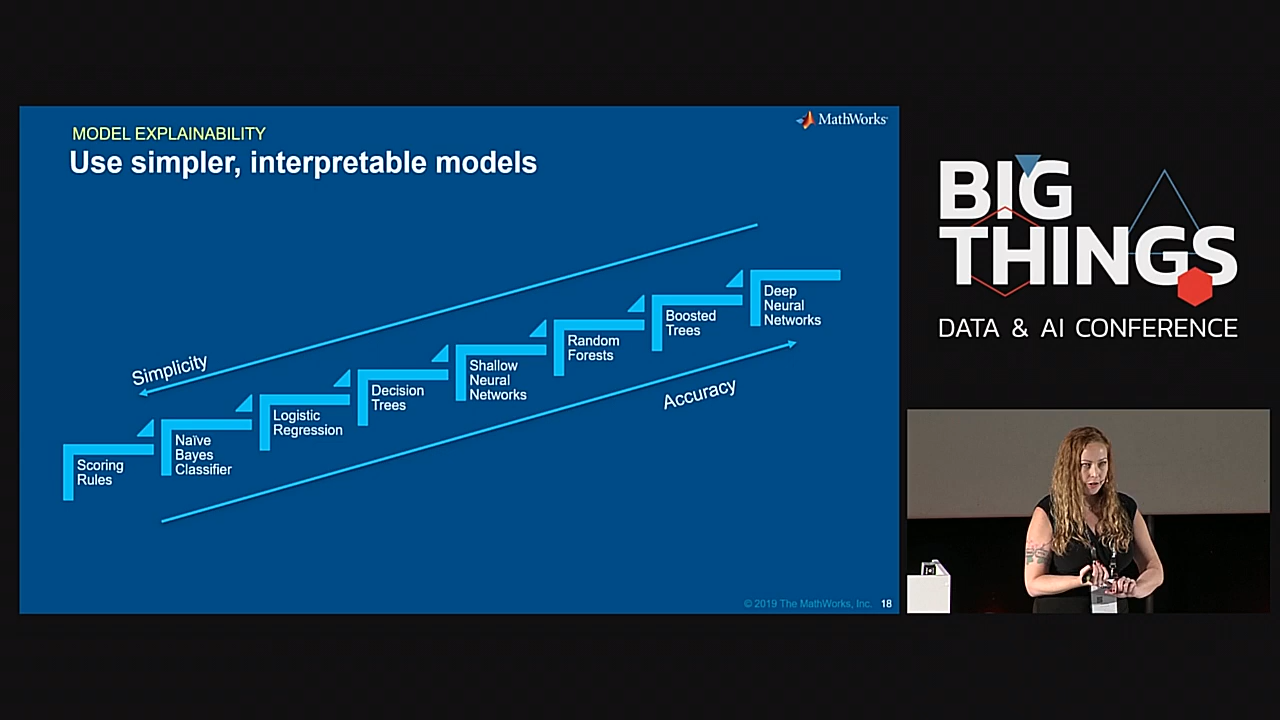 MODEL EXPLAINABILITY
Use simpler, interpretable models
MathWorks
Simplicity
Accuracy
Scoring
Rules
Naïve
Bayes
Classifier
Logistic
Regression
Decision
Trees
Shallow
Neural
Networks
Random
Forests
Boosted
Trees
Deep
Neural
Networks
© 2019 The MathWorks, Inc.
18
BIG
THINGS
DATA & AI CONFERENCE